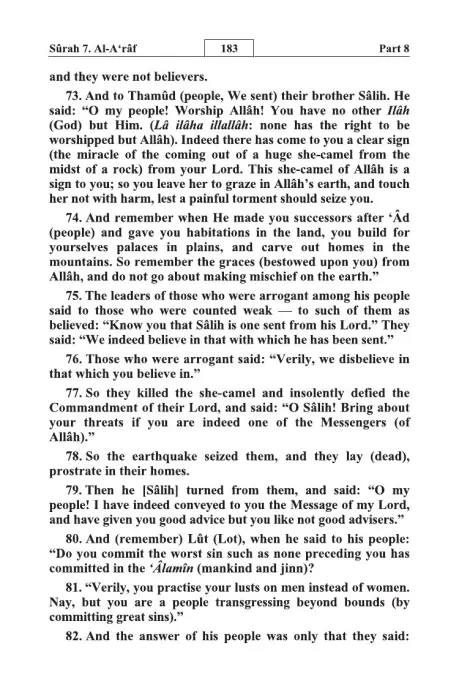 Sûrah 7. Al-A‘râf 183 Part 8
and they were not believers.
73. And to Thamûd (people, We sent) their brother Sâlih. He
said: “O my people! Worship Allâh! You have no other Ilâh
(God) but Him. (Lâ ilâha illallâh: none has the right to be
worshipped but Allâh). Indeed there has come to you a clear sign
(the miracle of the coming out of a huge she-camel from the
midst of a rock) from your Lord. This she-camel of Allâh is a
sign to you; so you leave her to graze in Allâh’s earth, and touch
her not with harm, lest a painful torment should seize you.
74. And remember when He made you successors after ‘Âd
(people) and gave you habitations in the land, you build for
yourselves palaces in plains, and carve out homes in the
mountains. So remember the graces (bestowed upon you) from
Allâh, and do not go about making mischief on the earth.”
75. The leaders of those who were arrogant among his people
said to those who were counted weak — to such of them as
believed: “Know you that Sâlih is one sent from his Lord.” They
said: “We indeed believe in that with which he has been sent.”
76. Those who were arrogant said: “Verily, we disbelieve in
that which you believe in.”
77. So they killed the she-camel and insolently defied the
Commandment of their Lord, and said: “O Sâlih! Bring about
your threats if you are indeed one of the Messengers (of
Allâh).”
78. So the earthquake seized them, and they lay (dead),
prostrate in their homes.
79. Then he [Sâlih] turned from them, and said: “O my
people! I have indeed conveyed to you the Message of my Lord,
and have given you good advice but you like not good advisers.”
80. And (remember) Lût (Lot), when he said to his people:
“Do you commit the worst sin such as none preceding you has
committed in the ‘Âlamîn (mankind and jinn)?
81. “Verily, you practise your lusts on men instead of women.
Nay, but you are a people transgressing beyond bounds (by
committing great sins).”
82. And the answer of his people was only that they said: